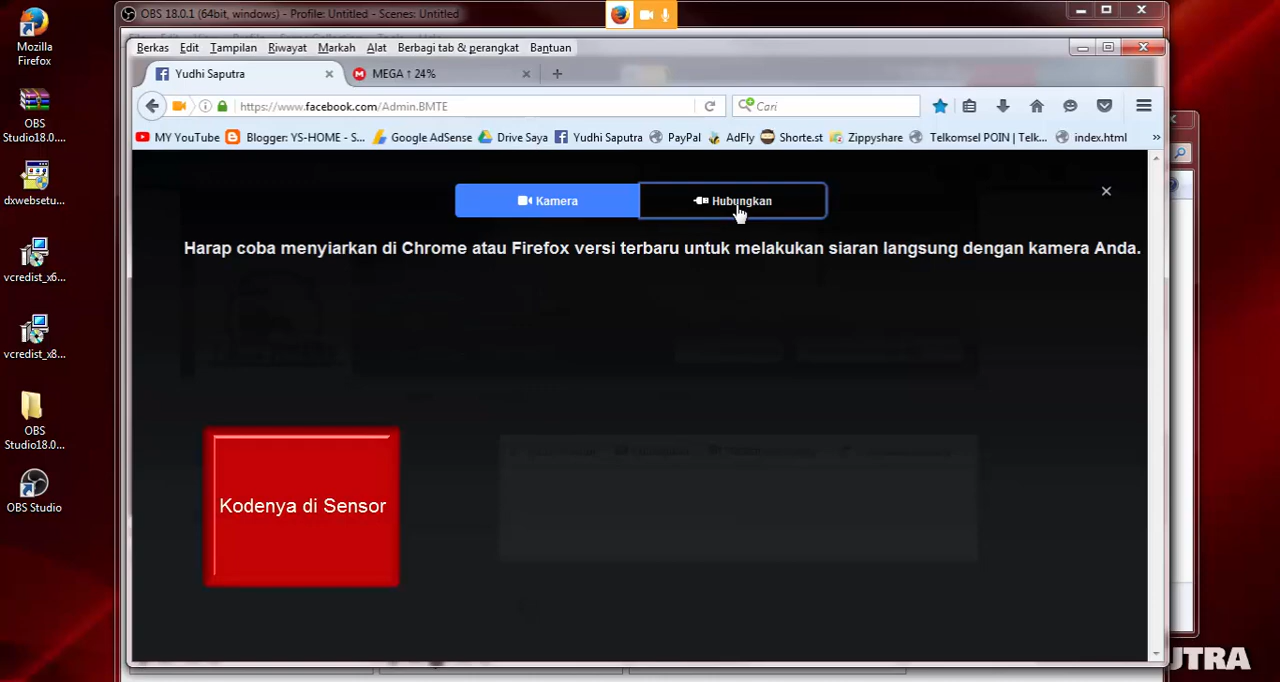 OBS 18.0.1 (64bit, windows) - Profile: Untitled - Scenes: Untitled
Mozilla
Firefox
OBS
Studio18.0....
dxwebsetu...
vcredist_x6...
vcredist_x8...
OBS
Studio18.0...
OBS Studio
Berkas Edit Tampilan Riwayat Markah Alat Berbagi tab & perangkat Bantuan
Yudhi Saputra
MEGA ↑ 24%
https://www.facebook.com/Admin.BMTE
Cari
MY YouTube Blogger: YS-HOME - S... Google AdSense Drive Saya Yudhi Saputra PayPal AdFly Shorte.st Zippyshare Telkomsel POIN | Telk... index.html »
Kamera
Hubungkan
Harap coba menyiarkan di Chrome atau Firefox versi terbaru untuk melakukan siaran langsung dengan kamera Anda.
Kodenya di Sensor
UTRA